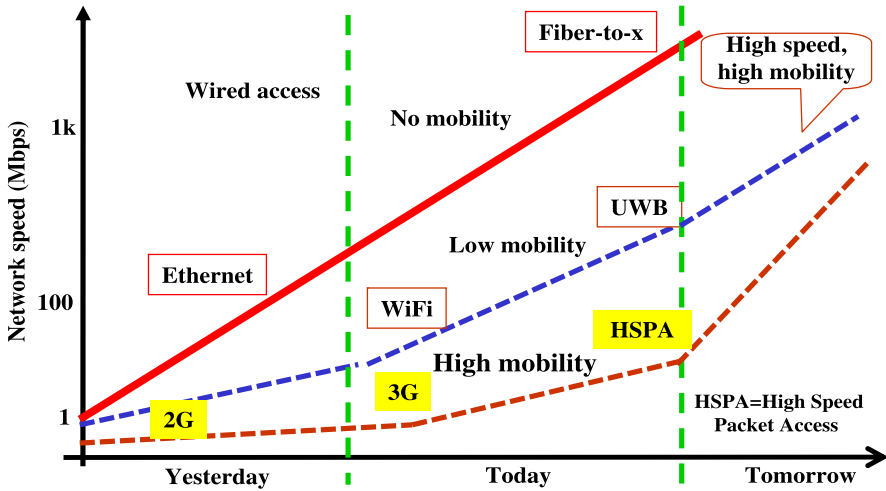 Fiber-to-x
High speed,
high mobility
Wired access
No mobility
1k
Network speed (Mbps)
UWB
Low mobility
Ethernet
100
WiFi
HSPA
High mobility
3G
2G
1
HSPA=High Speed
Packet Access
Yesterday
Today
Tomorrow